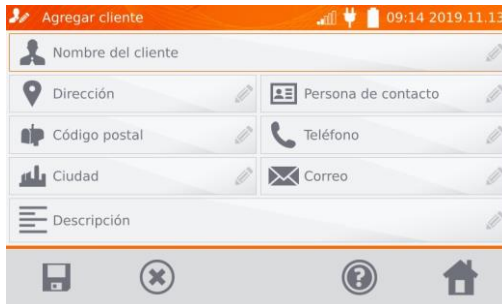 Agregar cliente 09:14 2019.11.13
Nombre del cliente
Dirección Persona de contacto
Código postal Teléfono
Ciudad Correo
Descripción